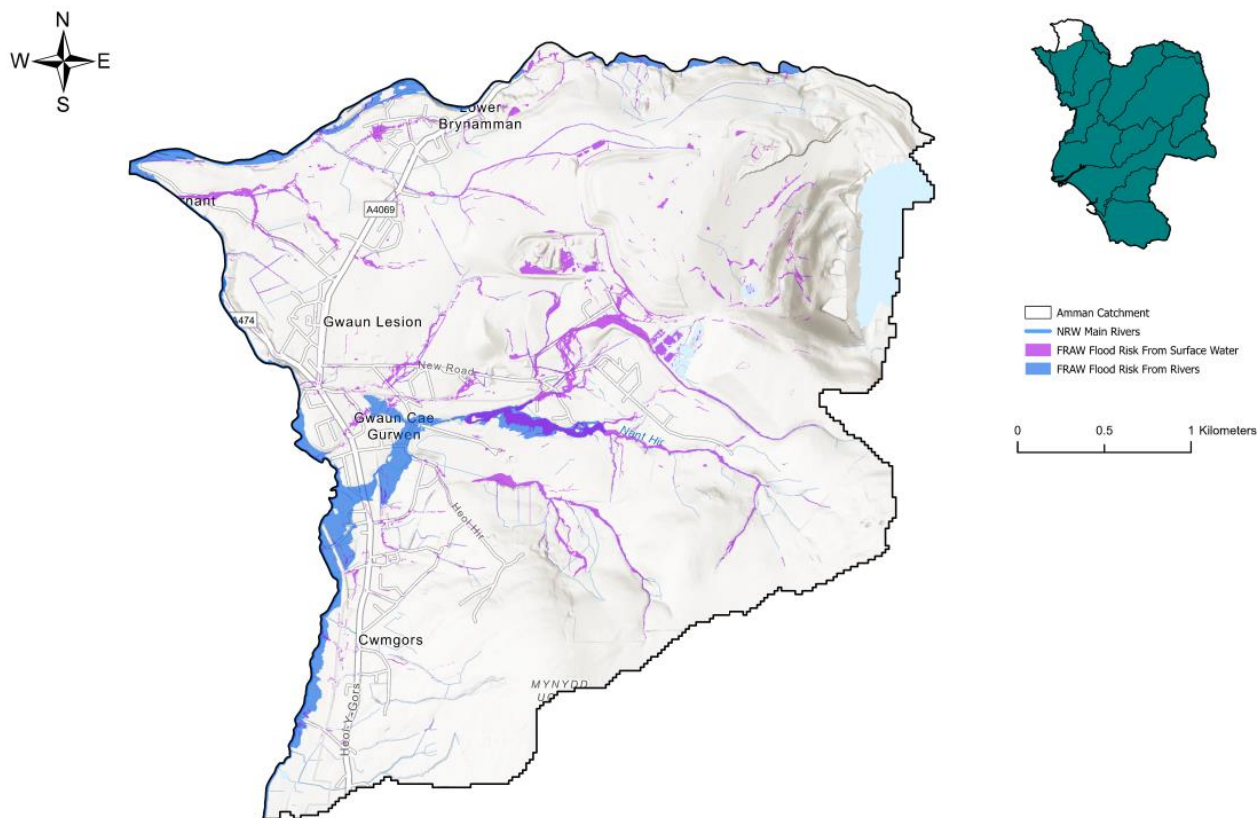 N
W E
S
Lower
Brynamman
rnant
A4069
Gwaun Lesion
A474
New Road
Gwaun Cae
Gurwen
Nant Hir
Heol Hir
Cwmgors
MYNYDD
Heol-Y-Gors
Amman Catchment
NRW Main Rivers
FRAW Flood Risk From Surface Water
FRAW Flood Risk From Rivers
0 0.5 1 Kilometers